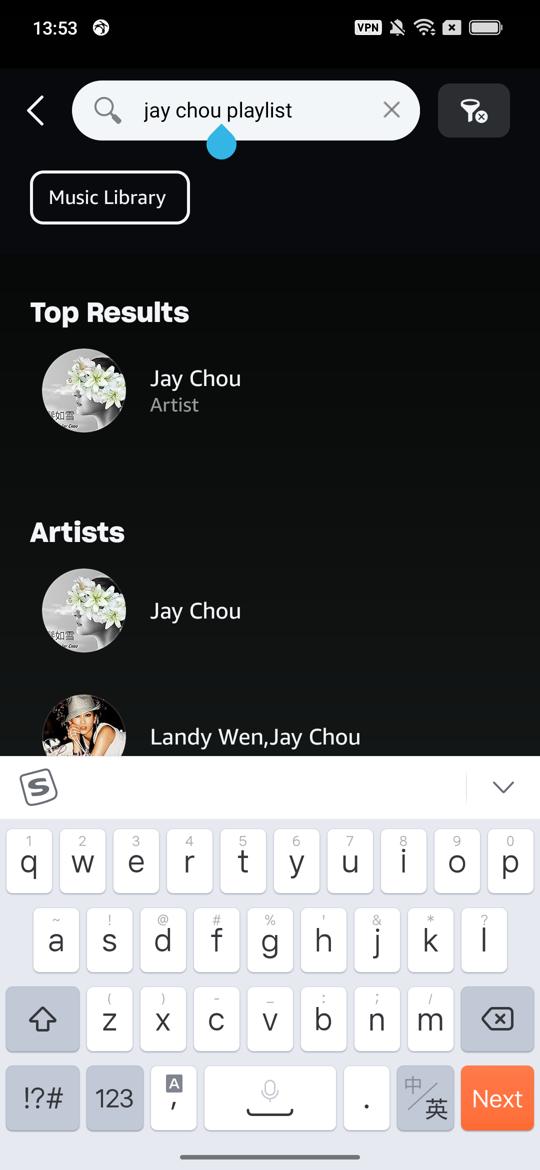 13:53
VPN
jay chou playlist
Music Library
Top Results
Jay Chou
Artist
Artists
Jay Chou
Landy Wen,Jay Chou
S
1 2 3 4 5 6 7 8 9 0
q w e r t y u i o p
~ ! @ # % ' & * ?
a s d f g h j k l
( ) - _ : ; /
z x c v b n m
!?# 123 A , . 中/英 Next